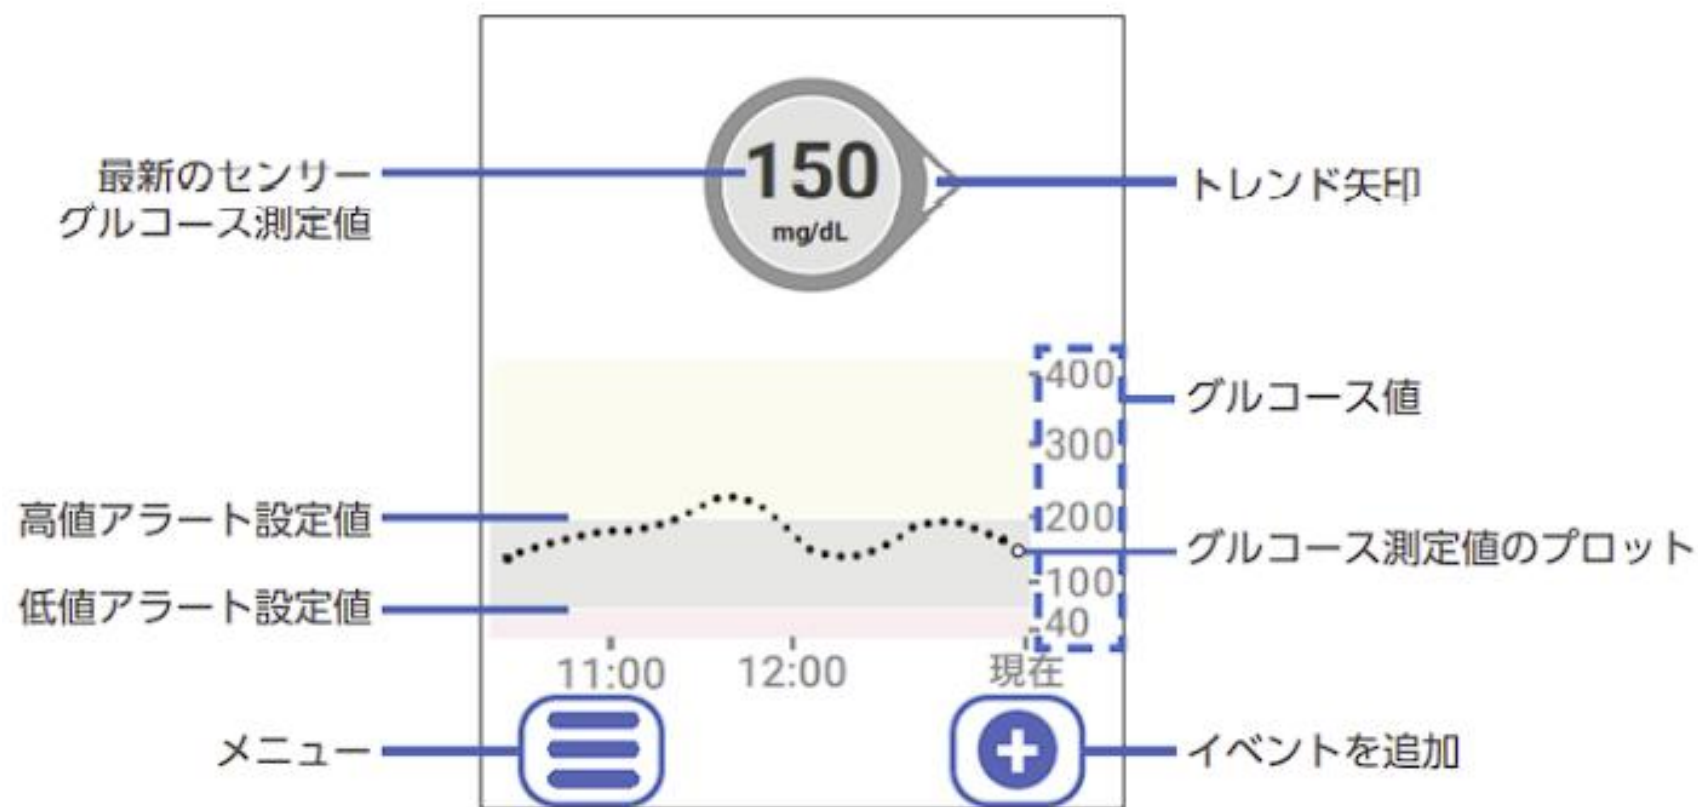 最新のセンリー
グルコース測定値
150
mg/dL
トレンド矢印
400
グルコース値
300
高値アラート設定値
200
グルコース測定値のプロット
100
低値アラート設定値
40
11:00
12:00
現在
メニュー
イベントを追加